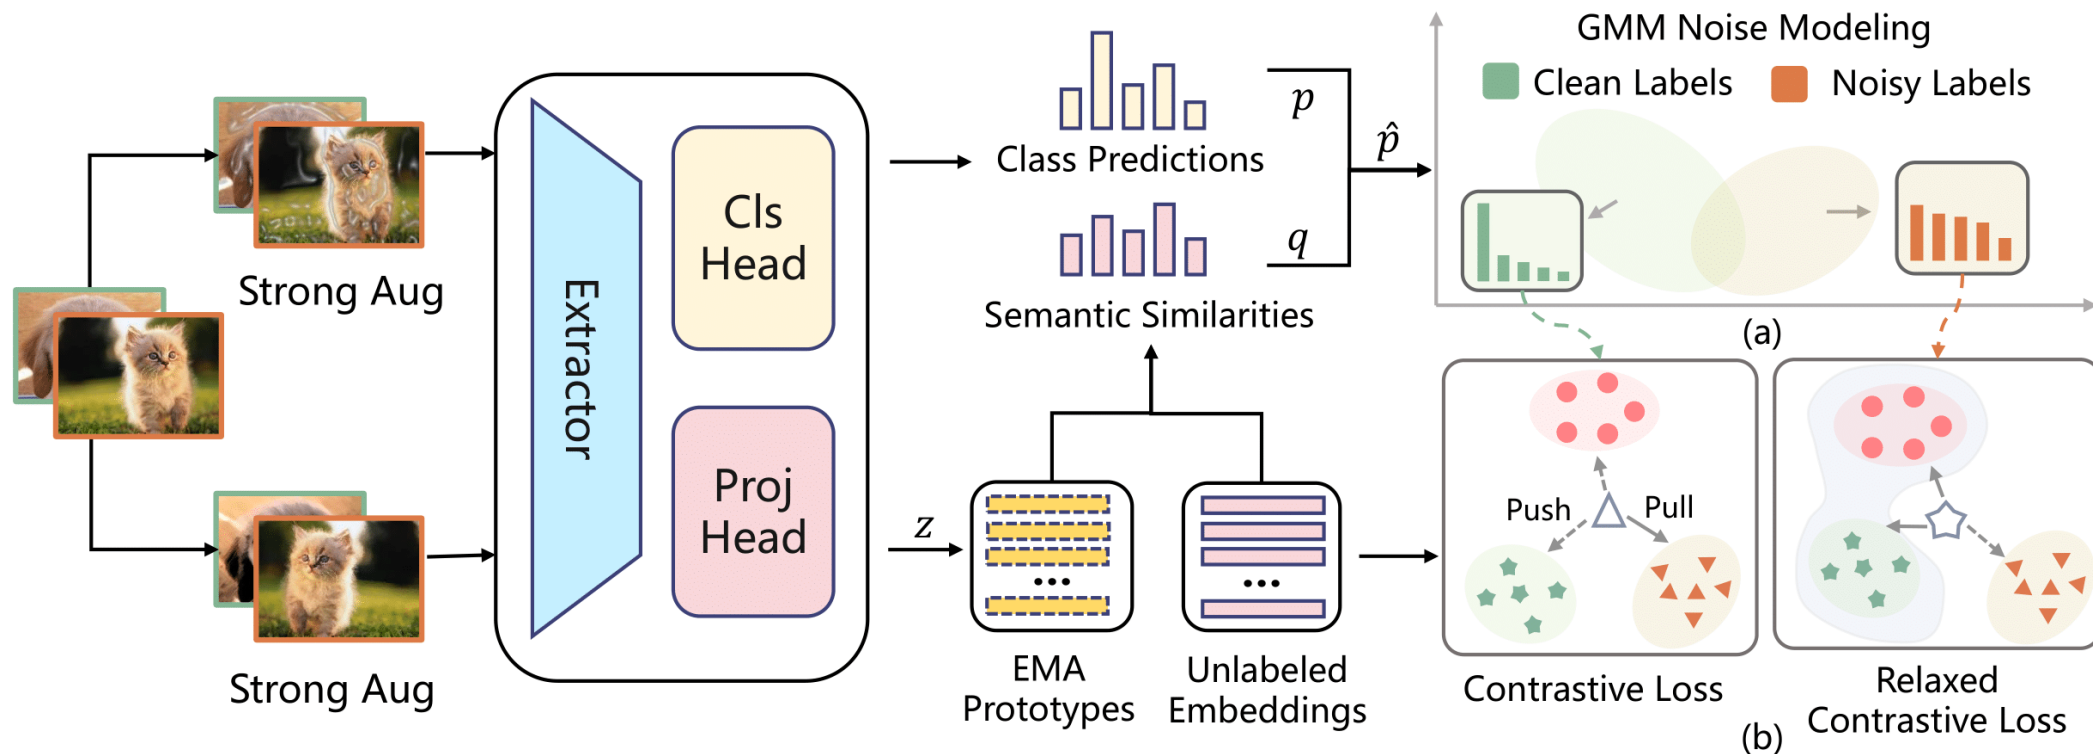 Strong Aug
Strong Aug
Extractor
Cls
Head
Proj
Head
Class Predictions
Semantic Similarities
p
q
p̂
z
...
...
EMA
Prototypes
Unlabeled
Embeddings
GMM Noise Modeling
Clean Labels
Noisy Labels
(a)
Push
Pull
Contrastive Loss
Relaxed
Contrastive Loss
(b)